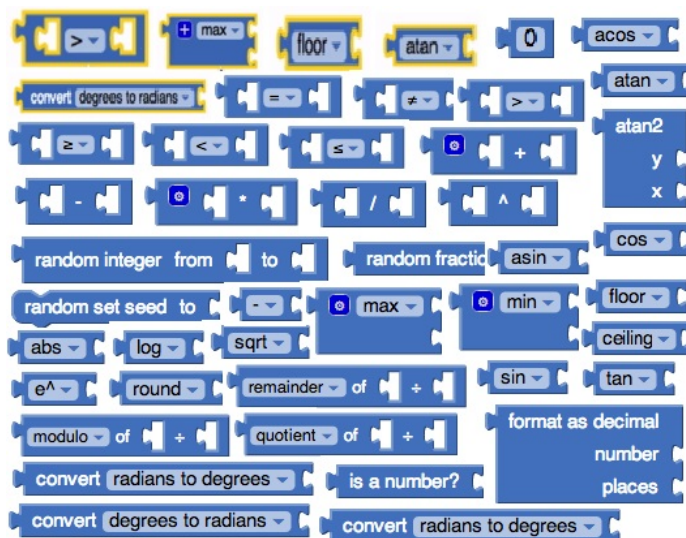 > max floor atan 0 acos
convert degrees to radians = ≠ > atan
≥ < ≤ + atan2
y
x
- * / ^
random integer from to random fractic asin cos
random set seed to - max min floor
abs log sqrt ceiling
e^ round remainder of ÷ sin tan
modulo of ÷ quotient of ÷ format as decimal
number
places
convert radians to degrees is a number?
convert degrees to radians convert radians to degrees